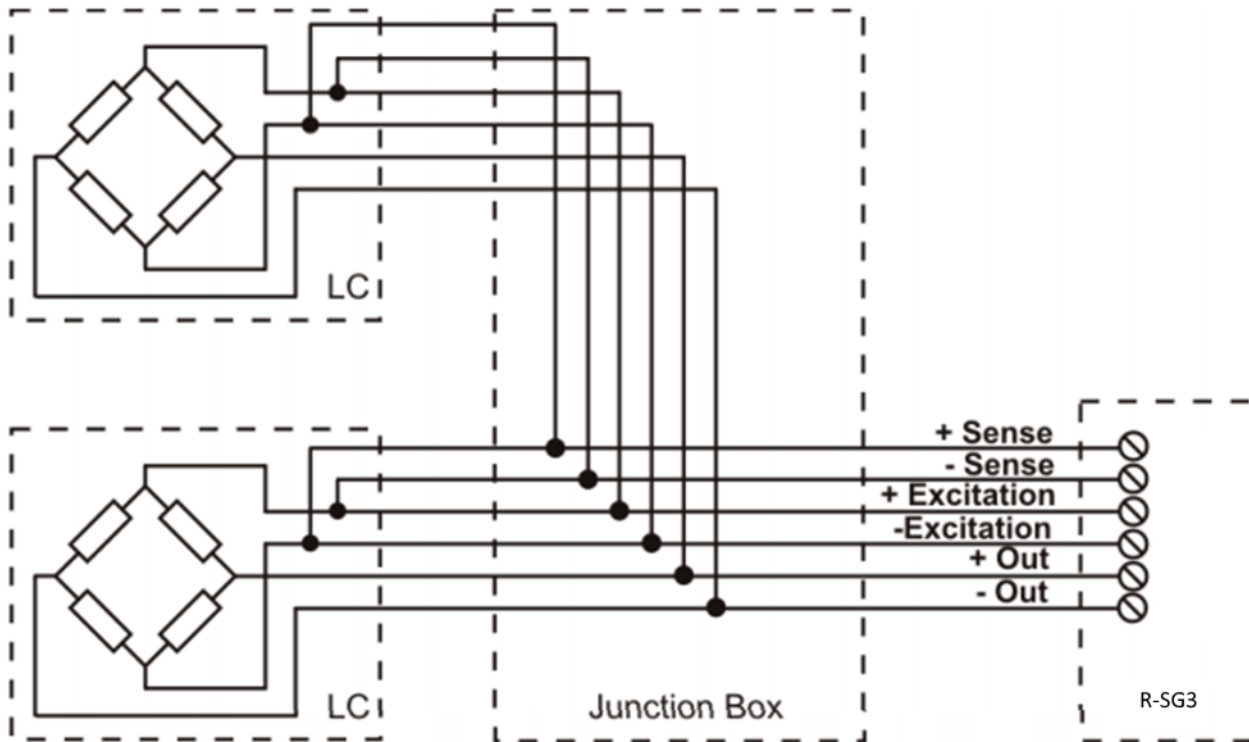 LC
+ Sense
- Sense
+ Excitation
-Excitation
+ Out
- Out
LC
Junction Box
R-SG3